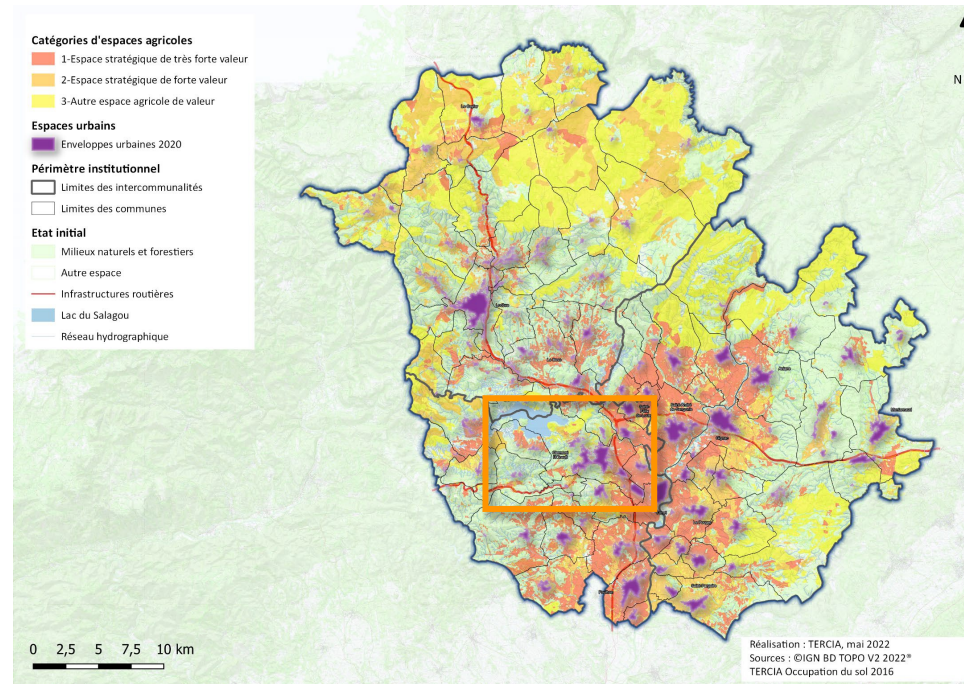 Catégories d'espaces agricoles
1-Espace stratégique de très forte valeur
2-Espace stratégique de forte valeur
3-Autre espace agricole de valeur
Espaces urbains
Enveloppes urbaines 2020
Périmètre institutionnel
Limites des intercommunalités
Limites des communes
Etat initial
Milieux naturels et forestiers
Autre espace
Infrastructures routières
Lac du Salagou
Réseau hydrographique
N
0 2,5 5 7,5 10 km
Réalisation : TERCIA, mai 2022
Sources : ©IGN BD TOPO V2 2022®
TERCIA Occupation du sol 2016